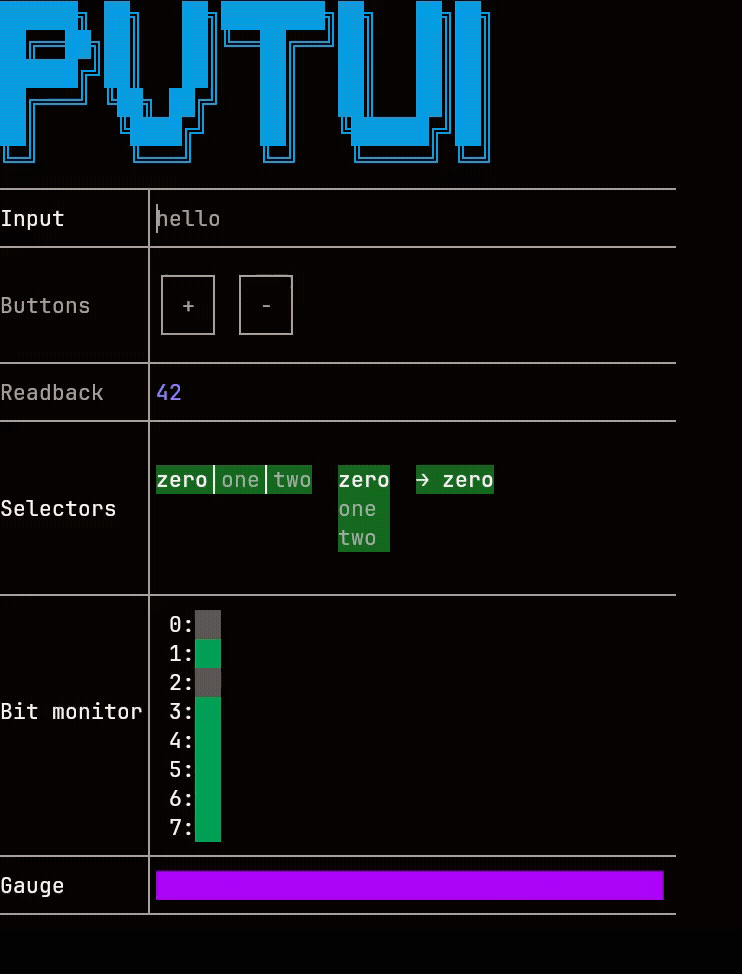 PVTUI
Input hello
Buttons + -
Readback 42
zero one two zero → zero
Selectors one
two
0:
1:
2:
Bit monitor 3:
4:
5:
6:
7:
Gauge